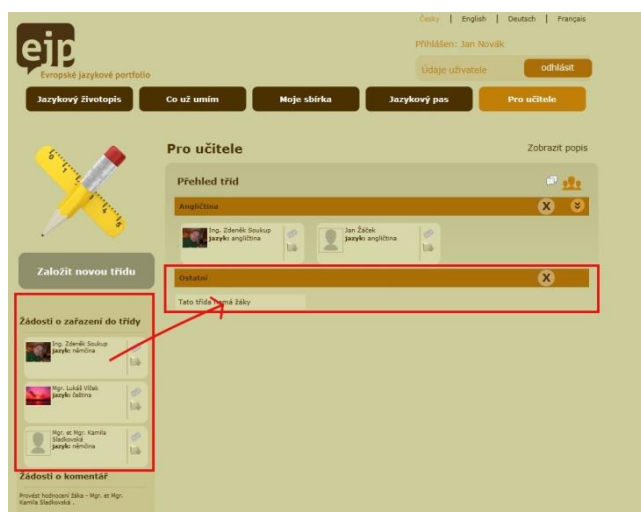 Česky | English | Deutsch | Français
ejp
Evropské jazykové portfolio
Přihlášen: Jan Novák
Údaje uživatele
odhlásit
Jazykový životopis
Co už umím
Moje sbírka
Jazykový pas
Pro učitele
Pro učitele
Zobrazit popis
Přehled tříd
Angličtina
X
Ing. Zdeněk Soukup
jazyk: angličtina
Jan Žáček
jazyk: angličtina
Založit novou třídu
Ostatní
X
Tato třída nemá žáky
Žádosti o zařazení do třídy
Ing. Zdeněk Soukup
jazyk: němčina
Mgr. Lukáš Vlček
jazyk: čeština
Mgr. et Mgr. Kamila
Sladkovská
jazyk: němčina
Žádosti o komentář
Provést hodnocení žáka - Mgr. et Mgr.
Kamila Sladkovská .